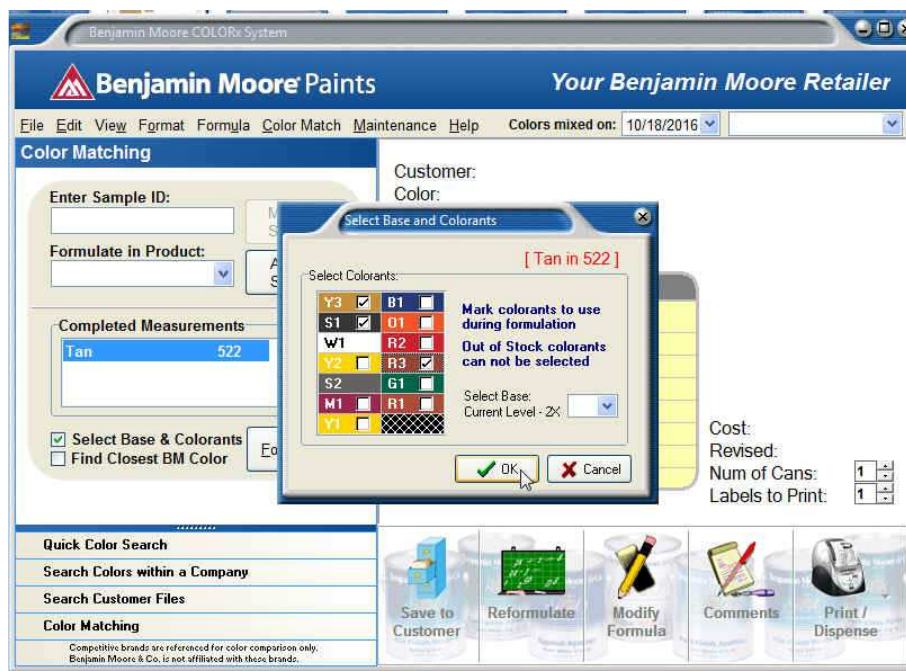 Benjamin Moore COLORx System
Benjamin Moore Paints
Your Benjamin Moore Retailer
File Edit View Format Formula Color Match Maintenance Help Colors mixed on: 10/18/2016
Color Matching
Customer:
Color:
Enter Sample ID:
Formulate in Product:
Completed Measurements
Tan 522
Select Base & Colorants
Find Closest BM Color
Select Base and Colorants
[ Tan in 522 ]
Select Colorants:
Y3 B1
S1 O1
W1 R2
Y2 R3
S2 G1
M1 R1
Y1
Mark colorants to use
during formulation
Out of Stock colorants
can not be selected
Select Base:
Current Level - 2X
OK Cancel
Cost:
Revised:
Num of Cans: 1
Labels to Print: 1
Quick Color Search
Search Colors within a Company
Search Customer Files
Color Matching
Competitive brands are referenced for color comparison only.
Benjamin Moore & Co. is not affiliated with these brands.
Save to
Customer
Reformulate
Modify
Formula
Comments
Print /
Dispense